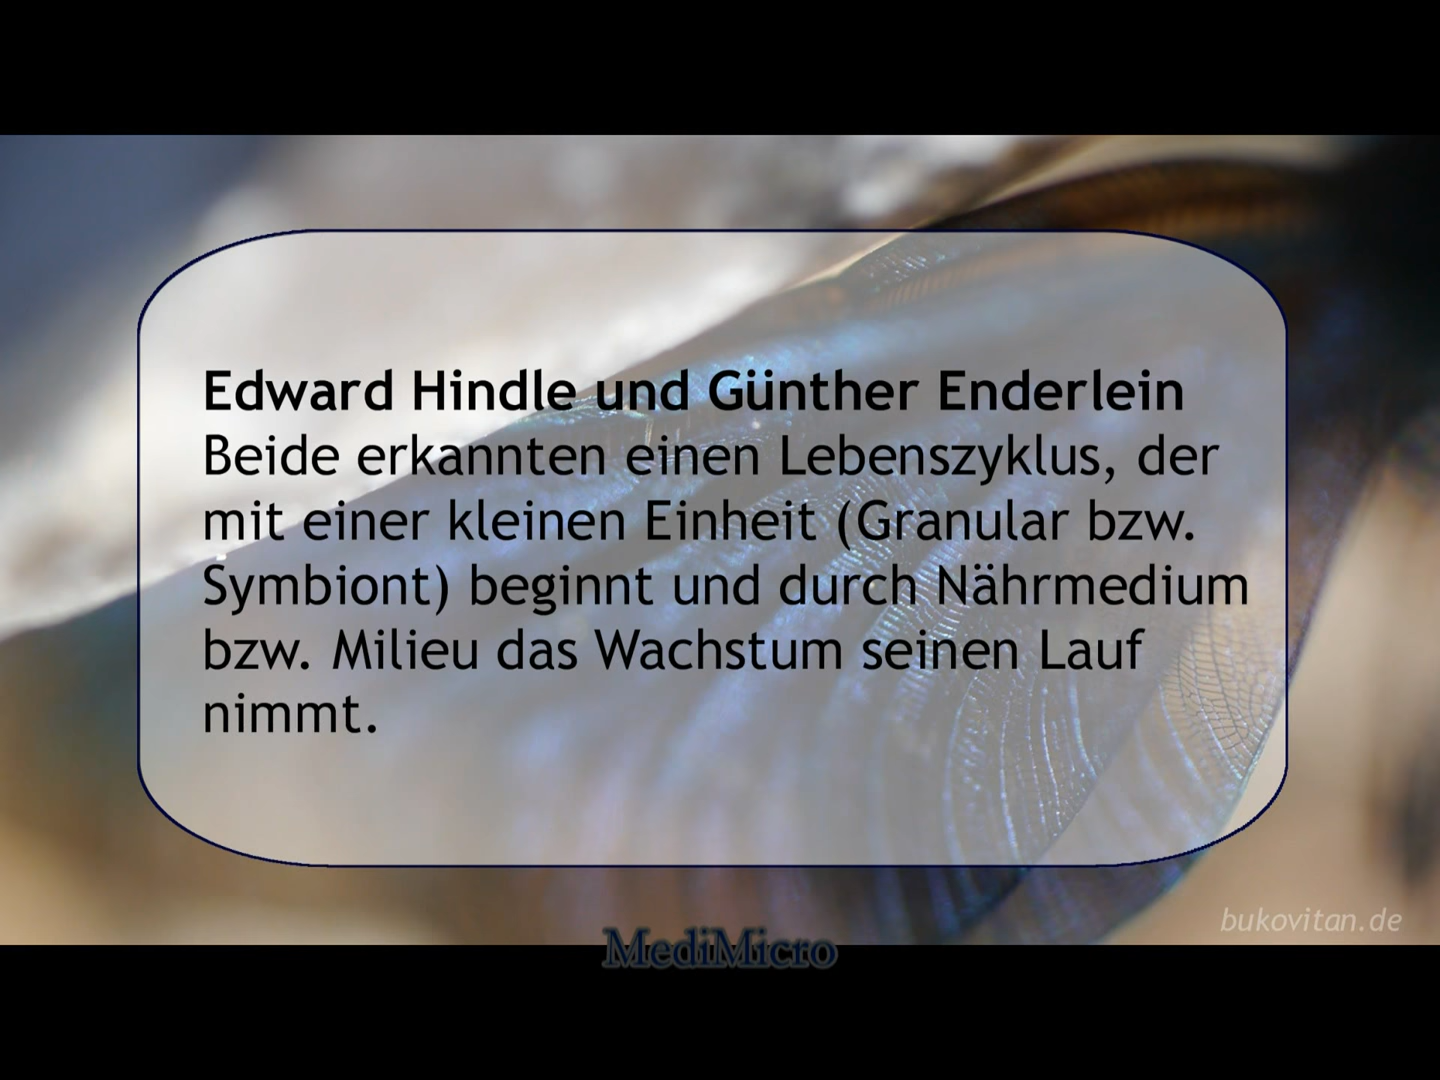 Edward Hindle und Günther Enderlein
Beide erkannten einen Lebenszyklus, der
mit einer kleinen Einheit (Granular bzw.
Symbiont) beginnt und durch Nährmedium
bzw. Milieu das Wachstum seinen Lauf
nimmt.
bukovitan.de
MediMicro